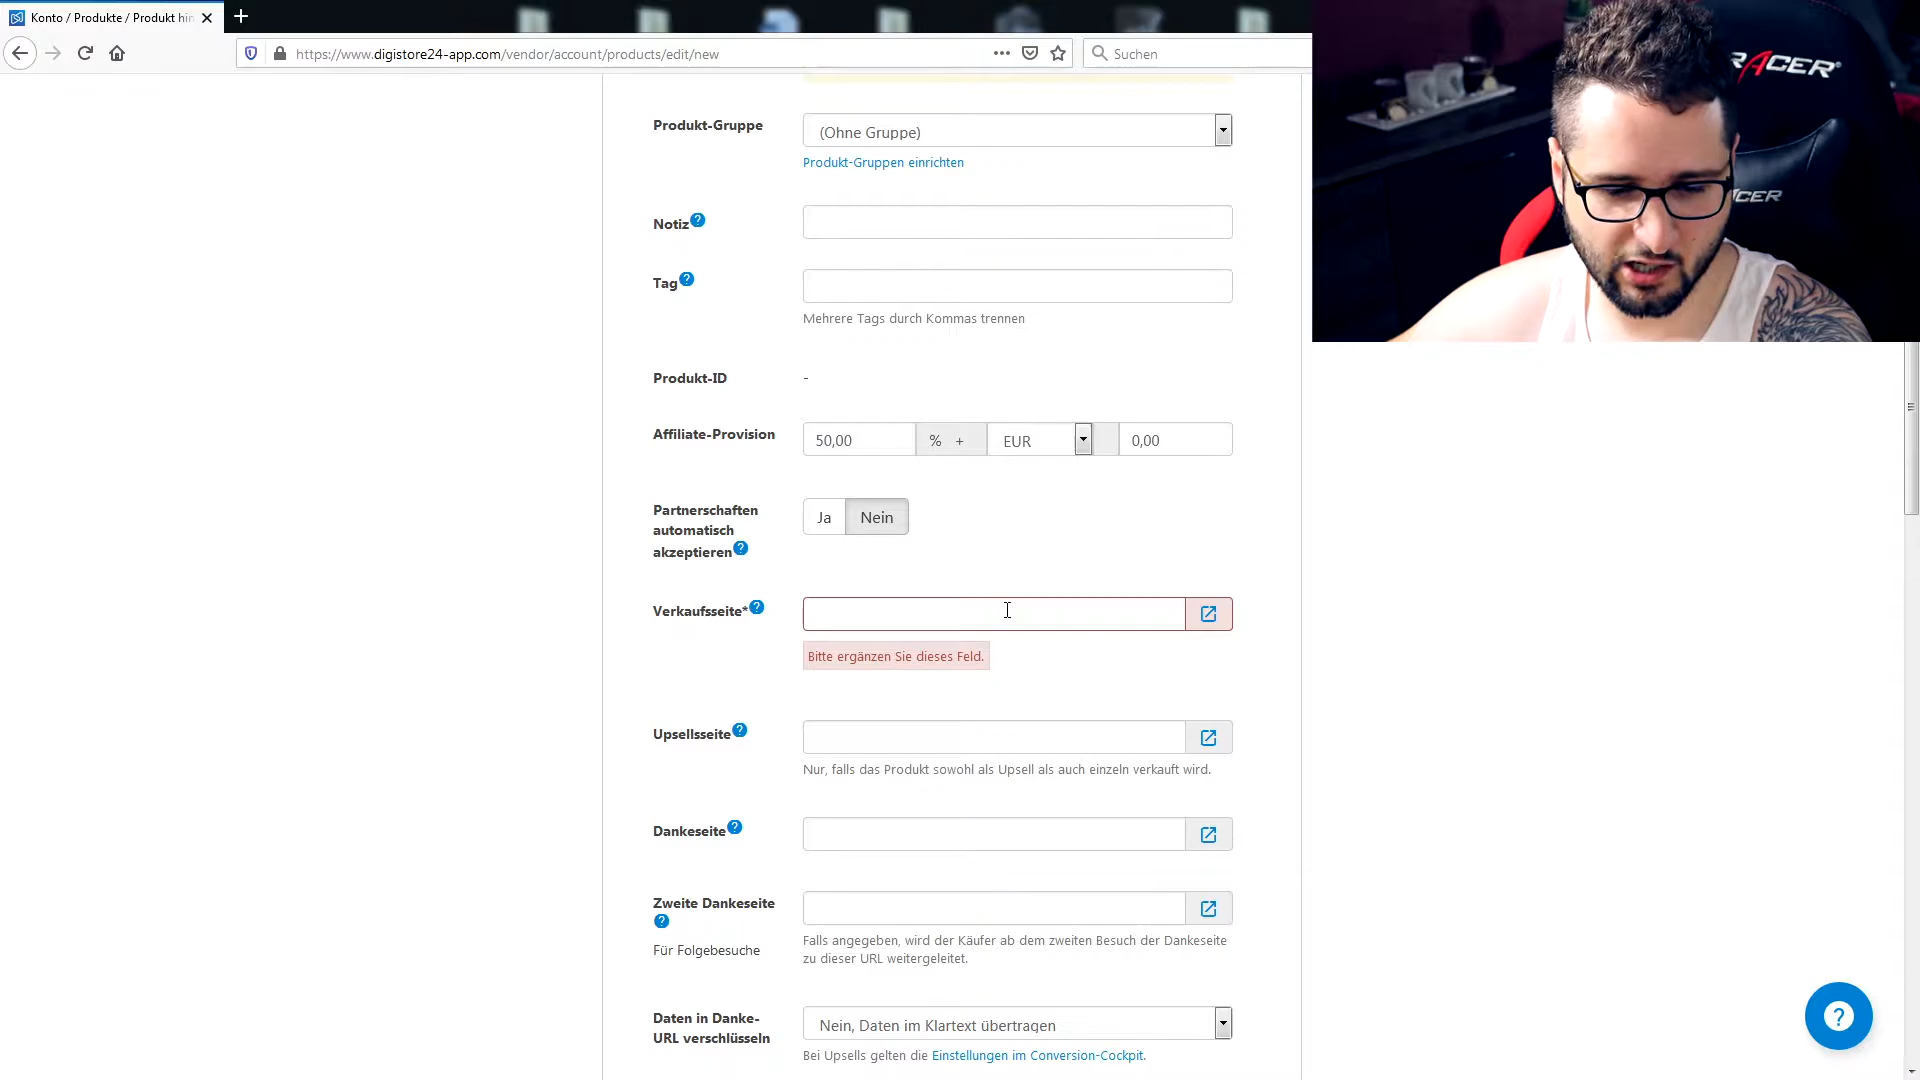 Konto / Produkte / Produkt hin
https://www.digistore24-app.com/vendor/account/products/edit/new
Suchen
RACER
CER
Produkt-Gruppe
(Ohne Gruppe)
Produkt-Gruppen einrichten
Notiz
Tag
Mehrere Tags durch Kommas trennen
Produkt-ID
-
Affiliate-Provision
50,00 % + EUR 0,00
Partnerschaften
automatisch
akzeptieren
Ja Nein
Verkaufsseite*
Bitte ergänzen Sie dieses Feld.
Upsellsseite
Nur, falls das Produkt sowohl als Upsell als auch einzeln verkauft wird.
Dankeseite
Zweite Dankeseite
Für Folgebesuche
Falls angegeben, wird der Käufer ab dem zweiten Besuch der Dankeseite
zu dieser URL weitergeleitet.
Daten in Danke-
URL verschlüsseln
Nein, Daten im Klartext übertragen
Bei Upsells gelten die Einstellungen im Conversion-Cockpit.